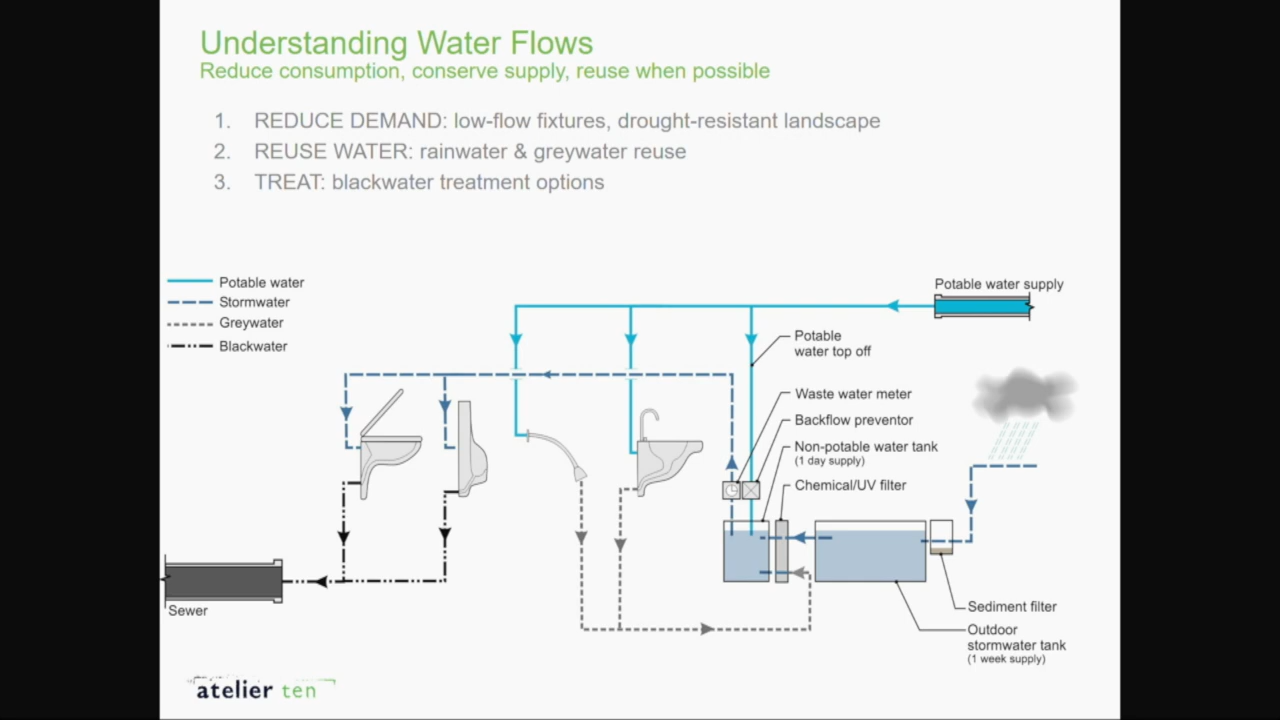 Understanding Water Flows
Reduce consumption, conserve supply, reuse when possible
1. REDUCE DEMAND: low-flow fixtures, drought-resistant landscape
2. REUSE WATER: rainwater & greywater reuse
3. TREAT: blackwater treatment options
Potable water
Stormwater
Greywater
Blackwater
Potable water supply
Potable
water top off
Waste water meter
Backflow preventor
Non-potable water tank
(1 day supply)
Chemical/UV filter
Sediment filter
Outdoor
stormwater tank
(1 week supply)
Sewer
atelier ten